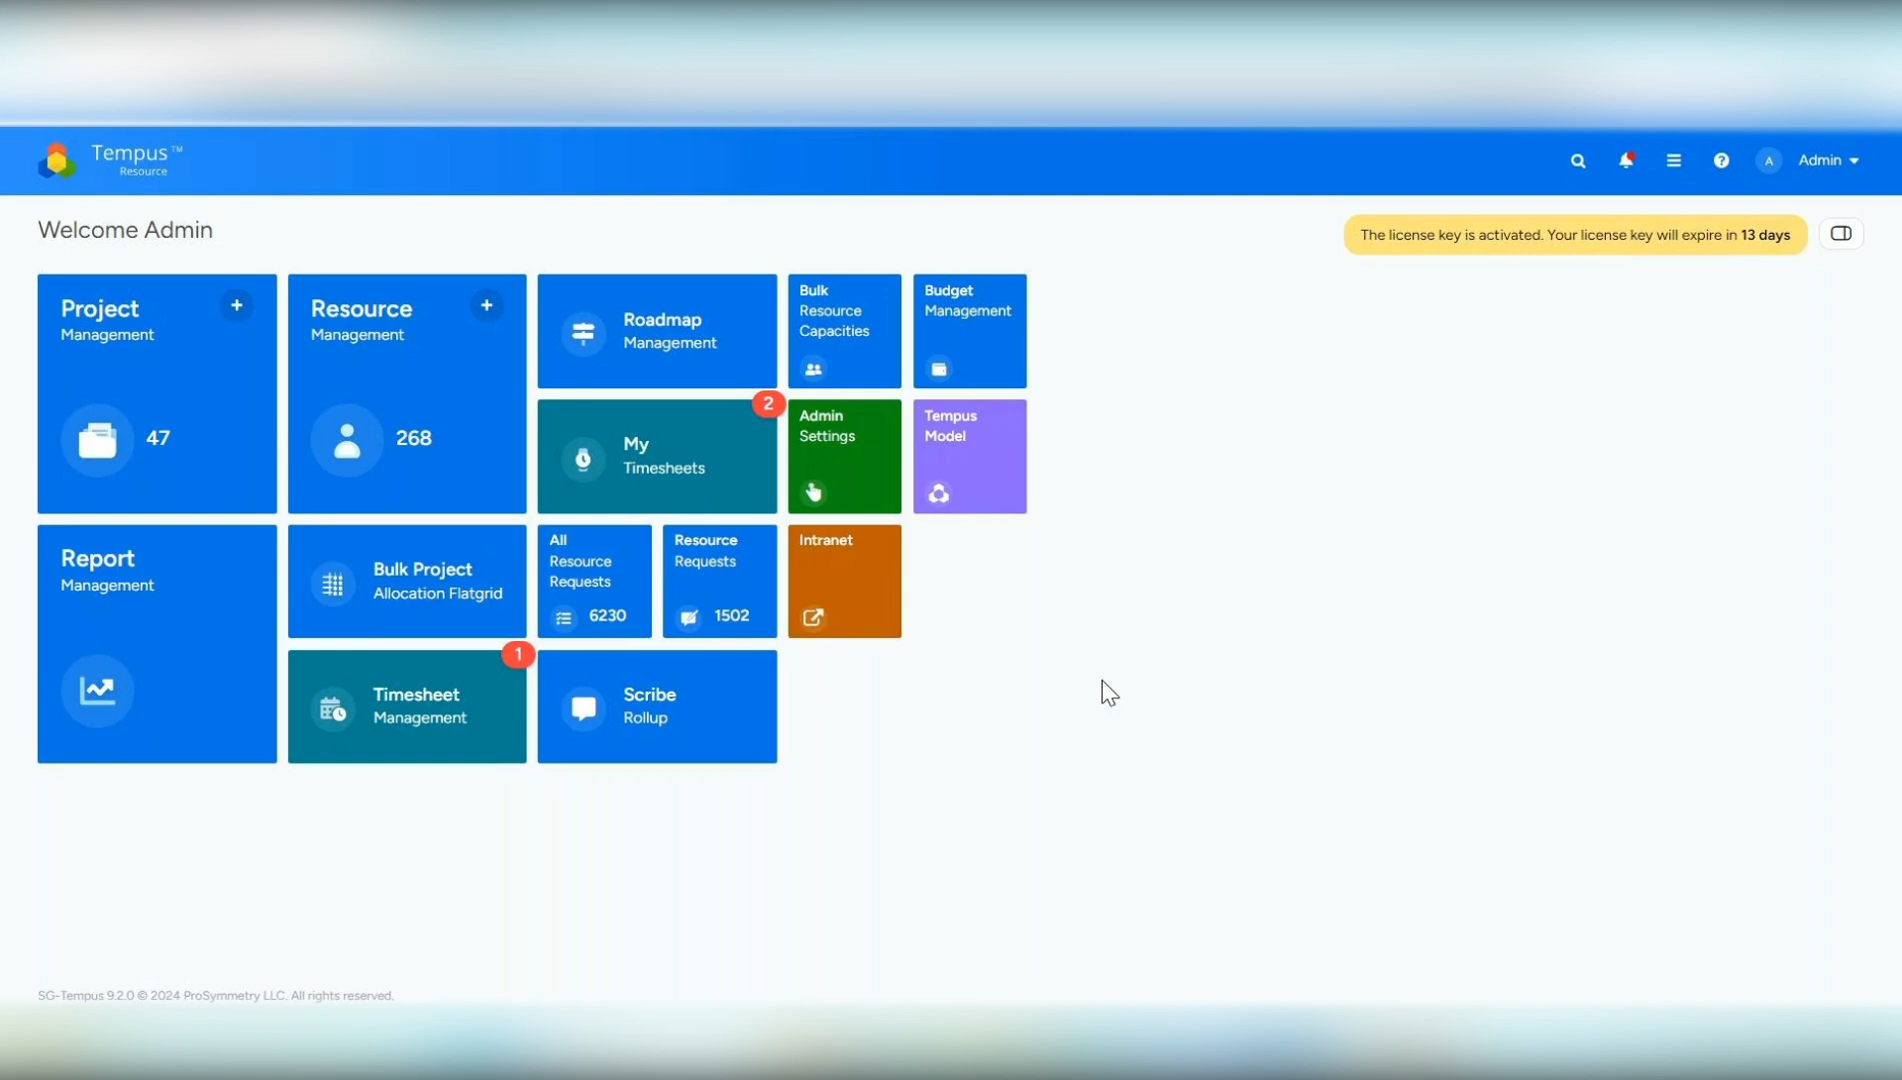 Tempus™
Resource
A
Admin
Welcome Admin
The license key is activated. Your license key will expire in 13 days
Project
Management
+
47
Resource
Management
+
268
Roadmap
Management
Bulk
Resource
Capacities
Budget
Management
2
My
Timesheets
Admin
Settings
Tempus
Model
Report
Management
Bulk Project
Allocation Flatgrid
All
Resource
Requests
6230
Resource
Requests
1502
Intranet
1
Timesheet
Management
Scribe
Rollup
SG-Tempus 9.2.0 © 2024 ProSymmetry LLC. All rights reserved.